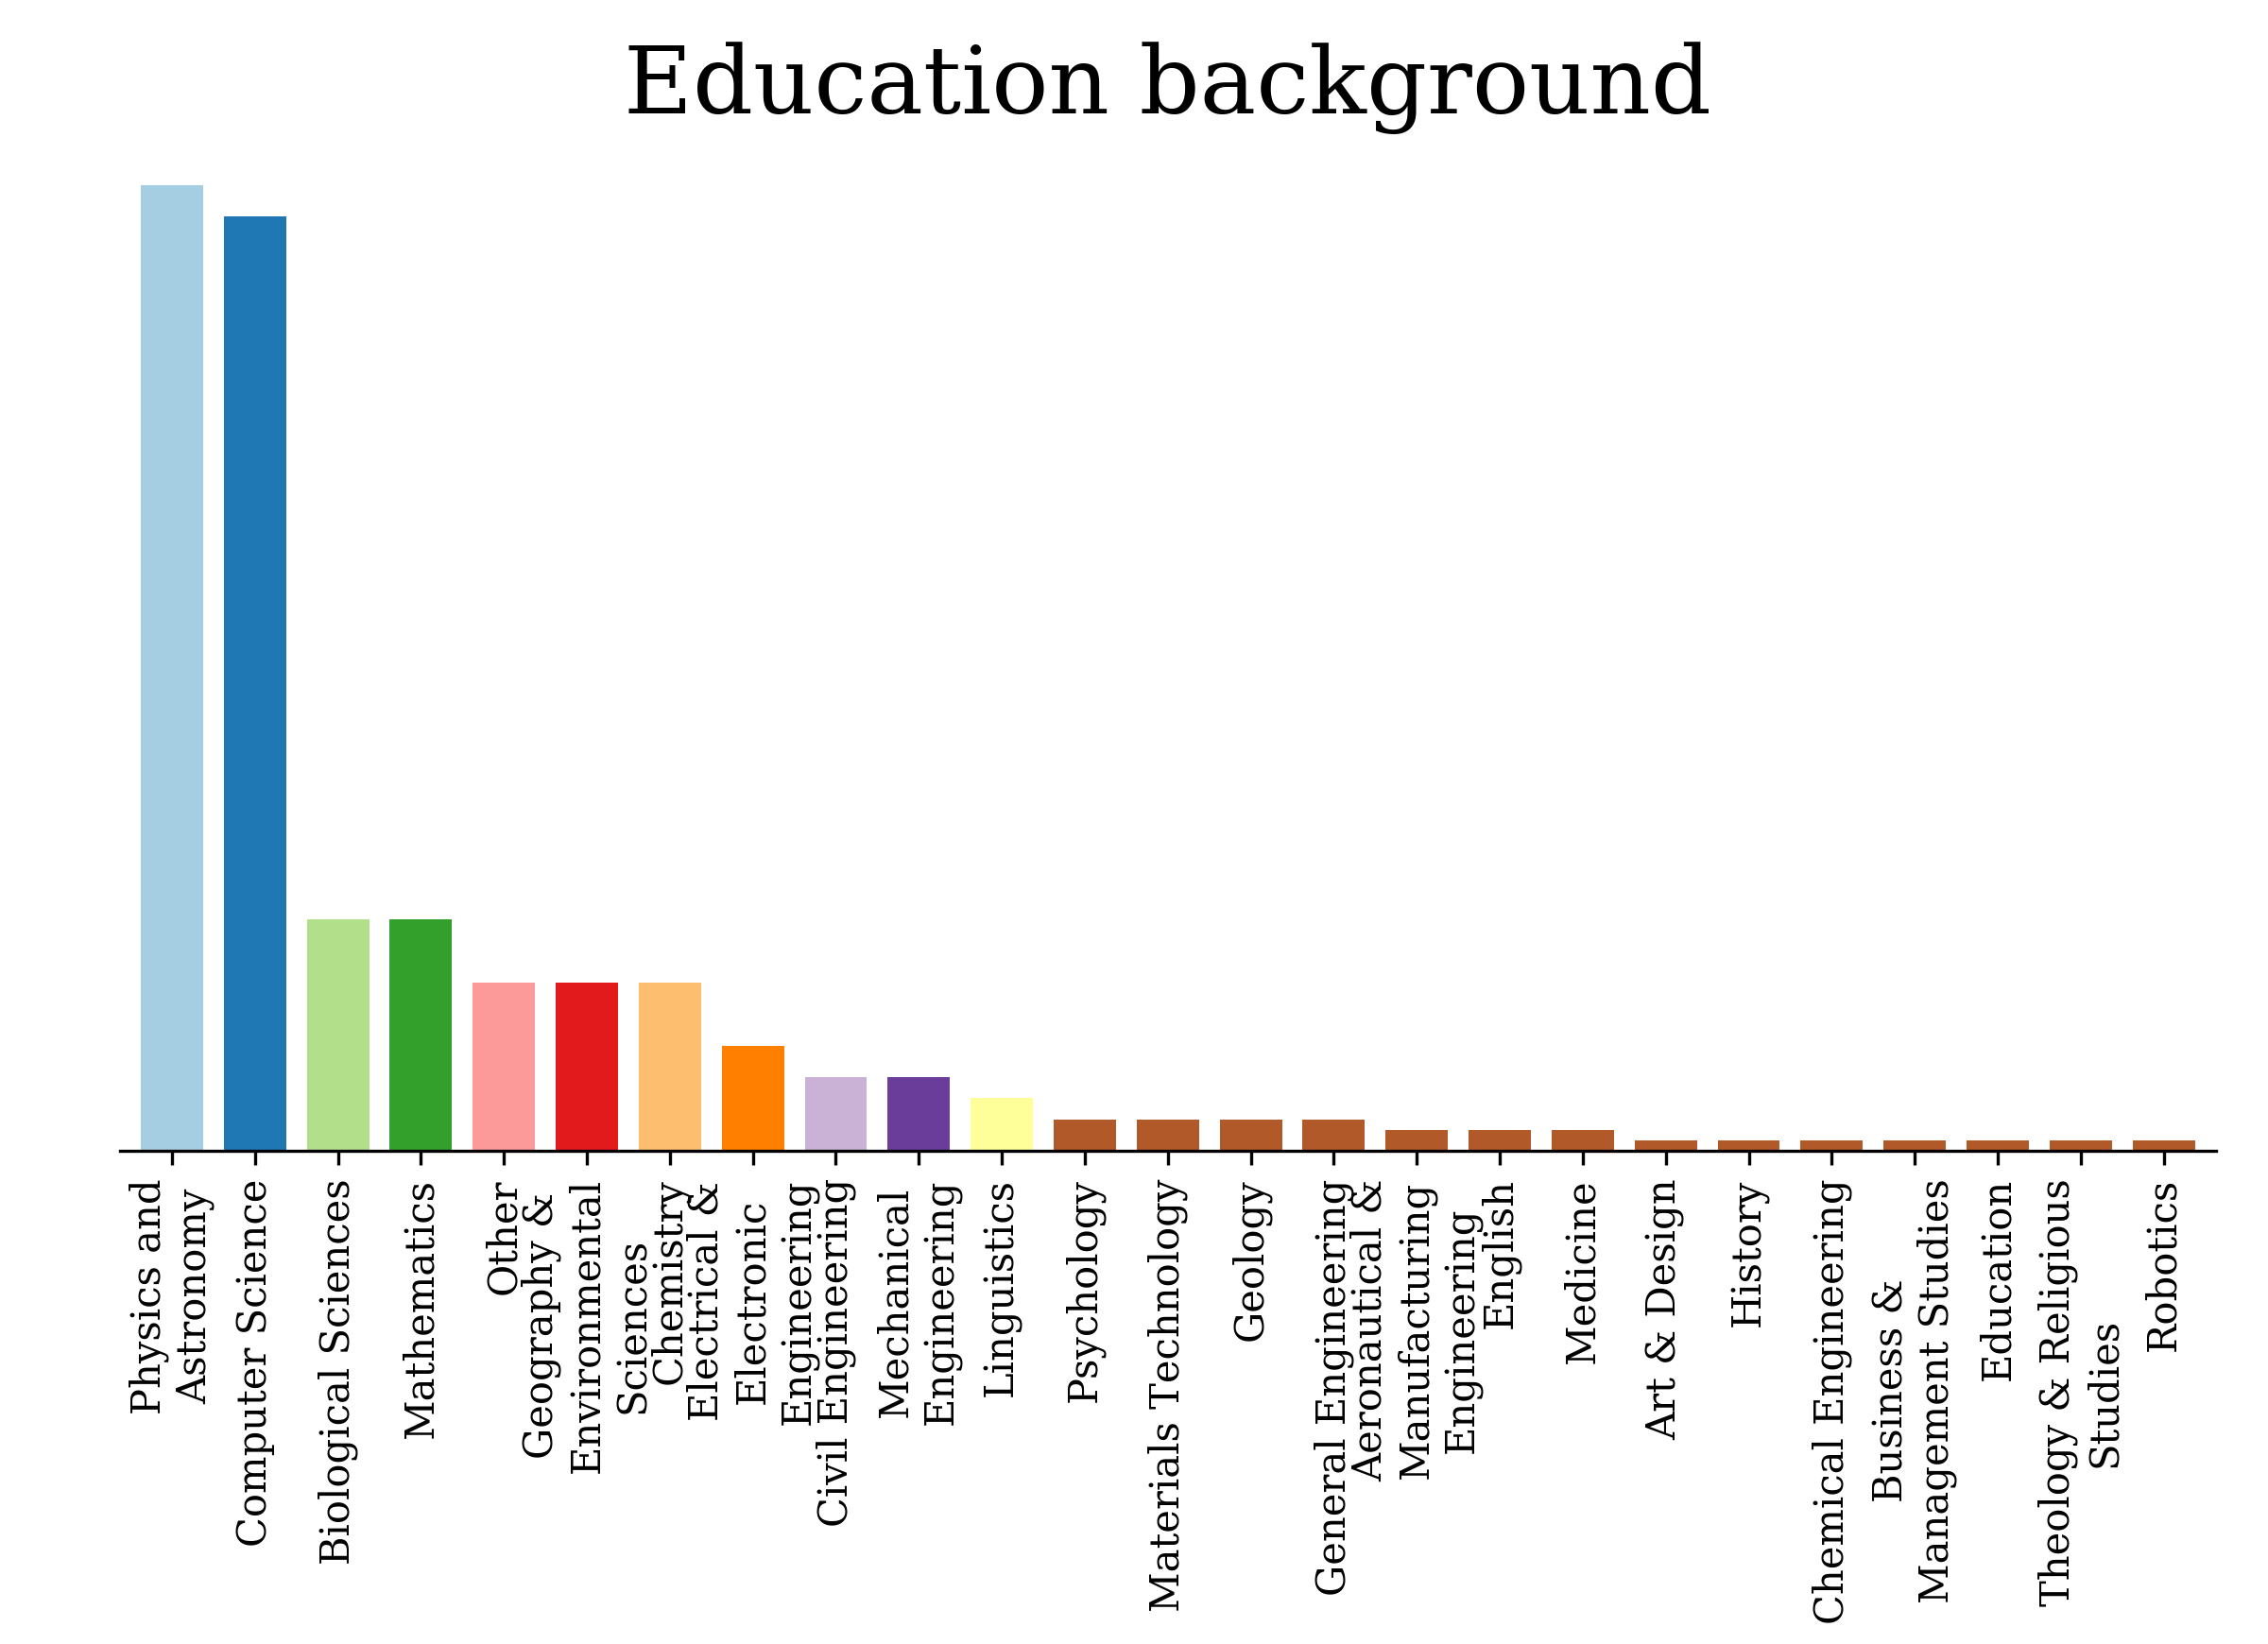 Education background
Physics and
Astronomy
Computer Science
Biological Sciences
Mathematics
Other
Geography &
Environmental
Sciences
Chemistry
Electrical &
Electronic
Engineering
Civil Engineering
Mechanical
Engineering
Linguistics
Psychology
Materials Technology
Geology
General Engineering
Aeronautical &
Manufacturing
Engineering
English
Medicine
Art & Design
History
Chemical Engineering
Business &
Management Studies
Education
Theology & Religious
Studies
Robotics